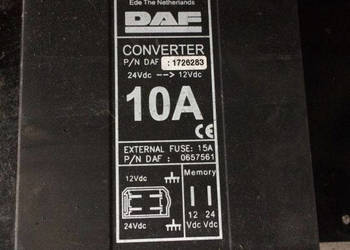 Ede The Netherlands
DAF
CONVERTER
P/N DAF : 1726283
24Vdc --> 12Vdc
10A
CE
EXTERNAL FUSE: 15A
P/N DAF : 0657561
12Vdc Memory
24Vdc
12 24
Vdc Vdc